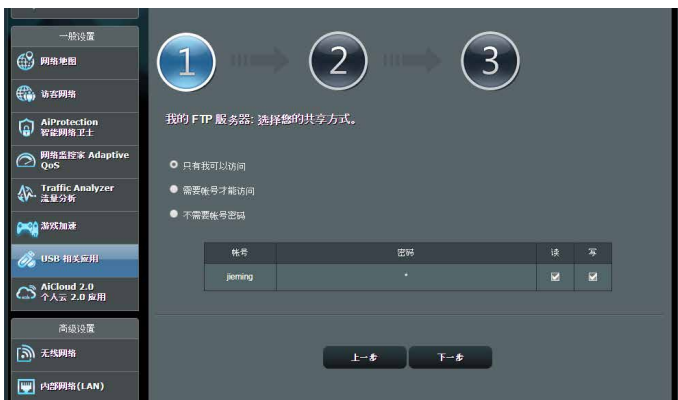 一般设置
网络地图
访客网络
AiProtection
智能网络卫士
网络监控家 Adaptive
QoS
Traffic Analyzer
流量分析
游戏加速
USB 相关应用
AiCloud 2.0
个人云 2.0 应用
高级设置
无线网络
内部网络(LAN)
1 2 3
我的 FTP 服务器: 选择您的共享方式。
只有我可以访问
需要帐号才能访问
不需要帐号密码
帐号 密码 读 写
jieming *
上一步 下一步